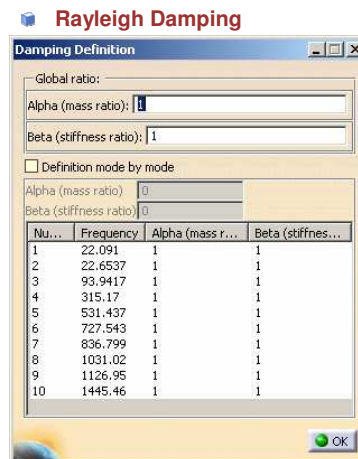 Rayleigh Damping
Damping Definition
Global ratio:
Alpha (mass ratio): 1
Beta (stiffness ratio): 1
Definition mode by mode
Alpha (mass ratio) 0
Beta (stiffness ratio) 0
Nu... Frequency Alpha (mass r... Beta (stiffnes...
1 22.091 1 1
2 22.6537 1 1
3 93.9417 1 1
4 315.17 1 1
5 531.437 1 1
6 727.543 1 1
7 836.799 1 1
8 1031.02 1 1
9 1126.95 1 1
10 1445.46 1 1
OK